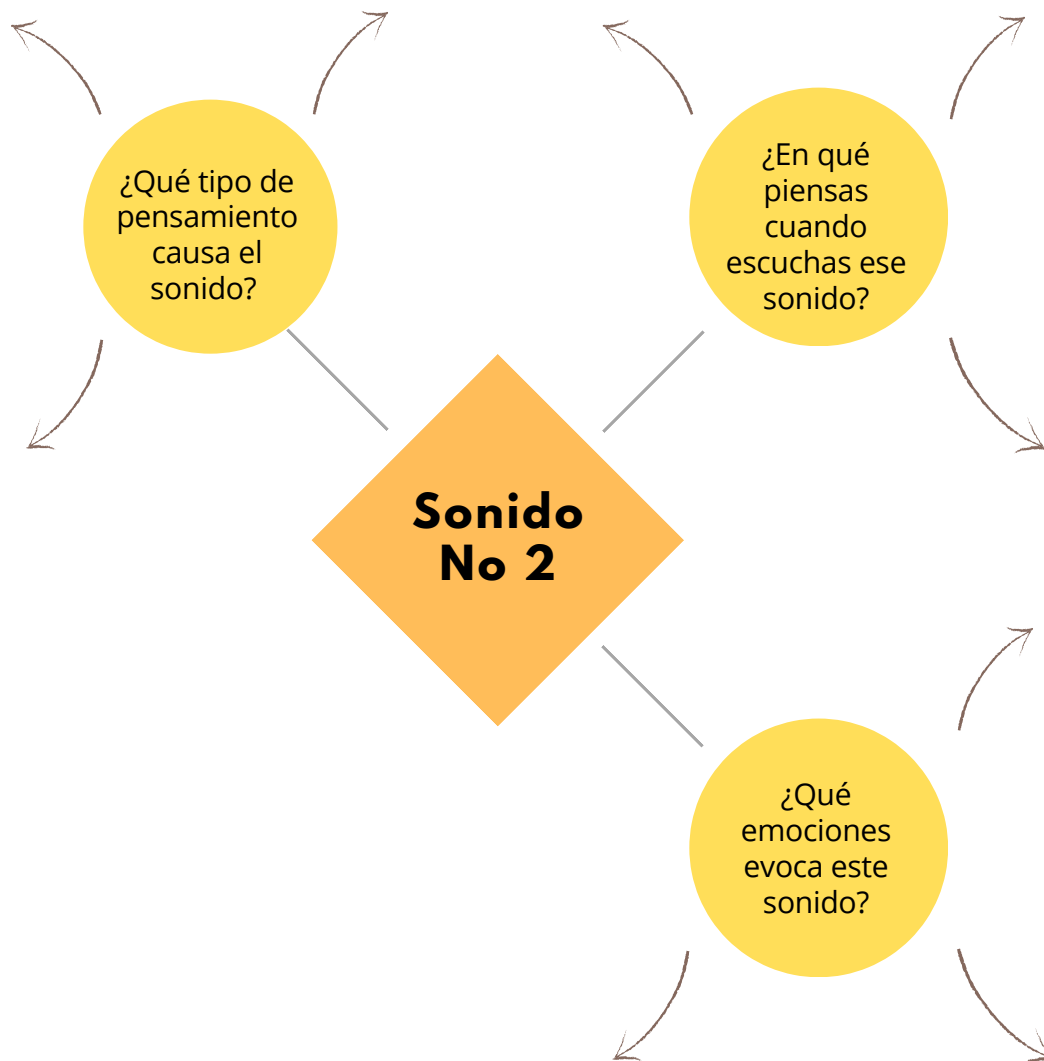 ¿Qué tipo de
pensamiento
causa el
sonido?
¿En qué
piensas
cuando
escuchas ese
sonido?
Sonido
No 2
¿Qué
emociones
evoca este
sonido?